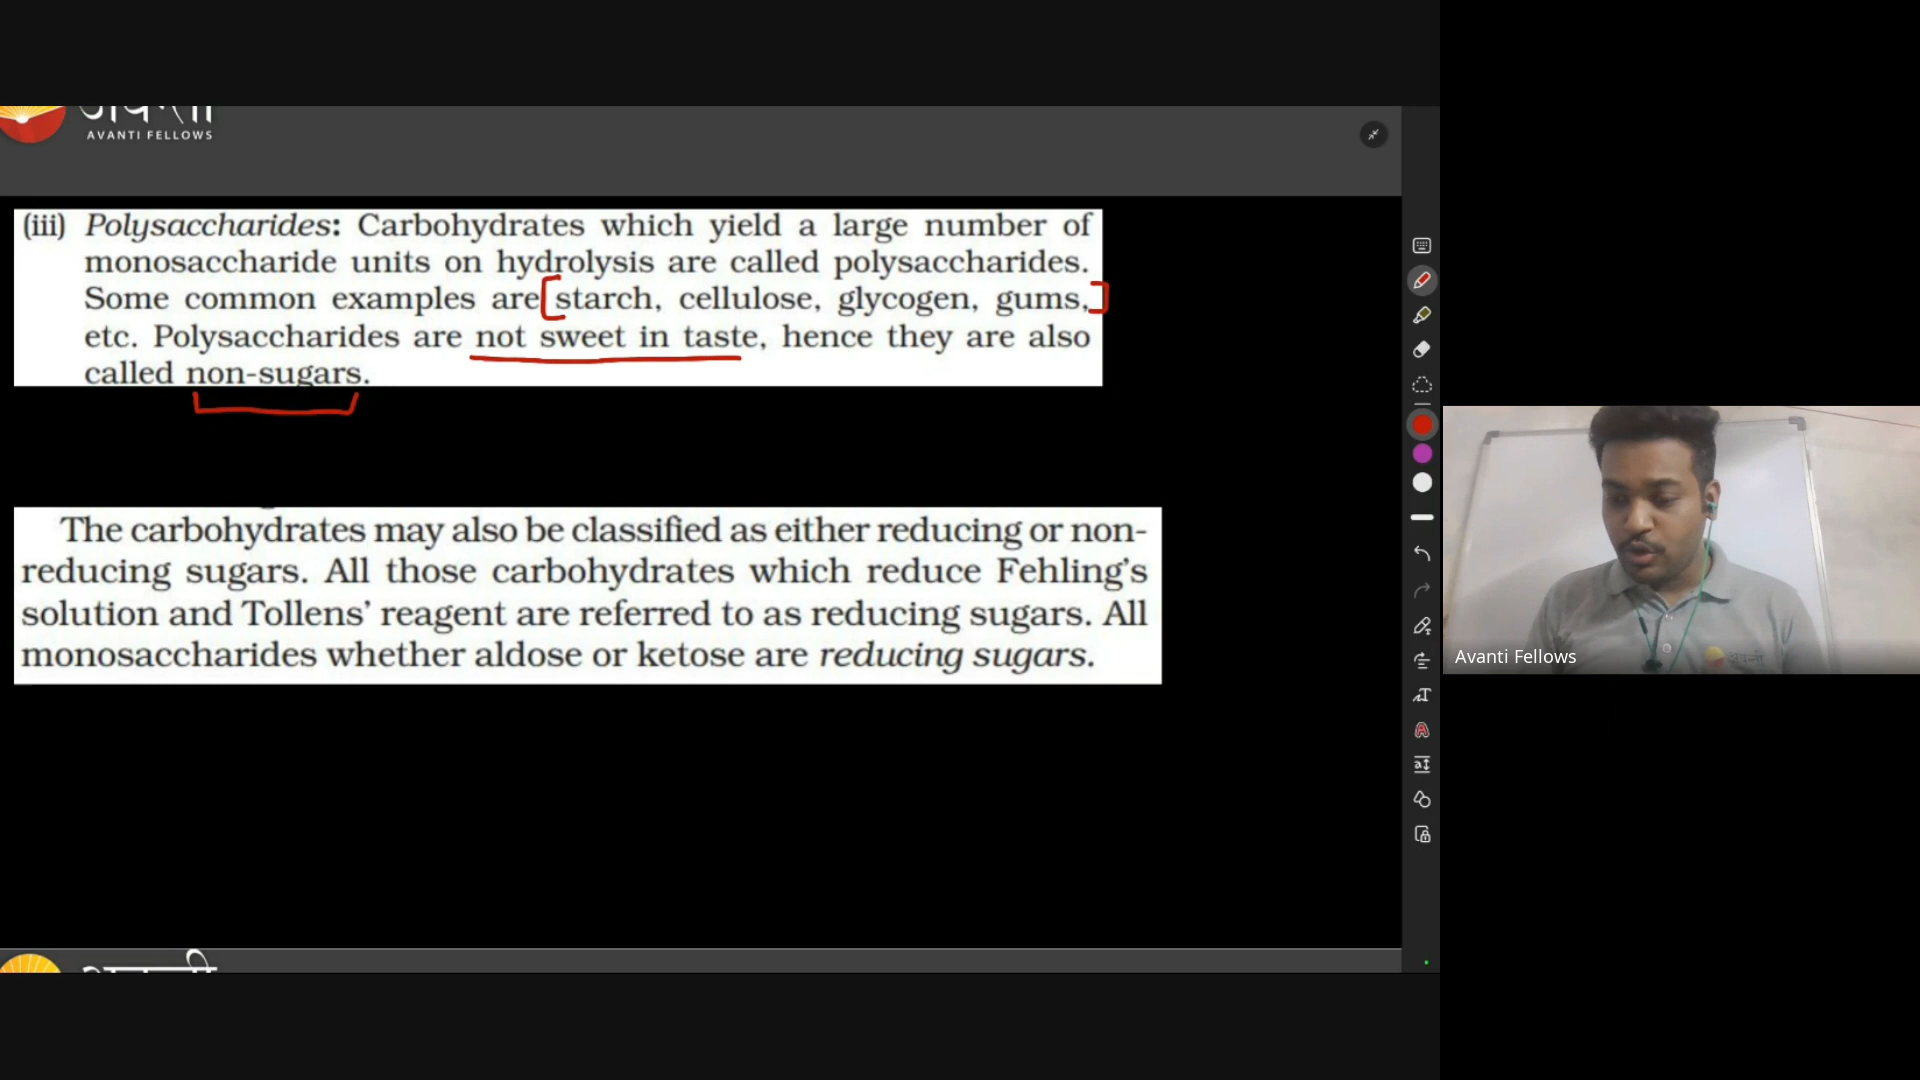 AVANTI FELLOWS
(iii) Polysaccharides: Carbohydrates which yield a large number of
monosaccharide units on hydrolysis are called polysaccharides.
Some common examples are starch, cellulose, glycogen, gums,
etc. Polysaccharides are not sweet in taste, hence they are also
called non-sugars.
The carbohydrates may also be classified as either reducing or non-
reducing sugars. All those carbohydrates which reduce Fehling's
solution and Tollens' reagent are referred to as reducing sugars. All
monosaccharides whether aldose or ketose are reducing sugars.
Avanti Fellows